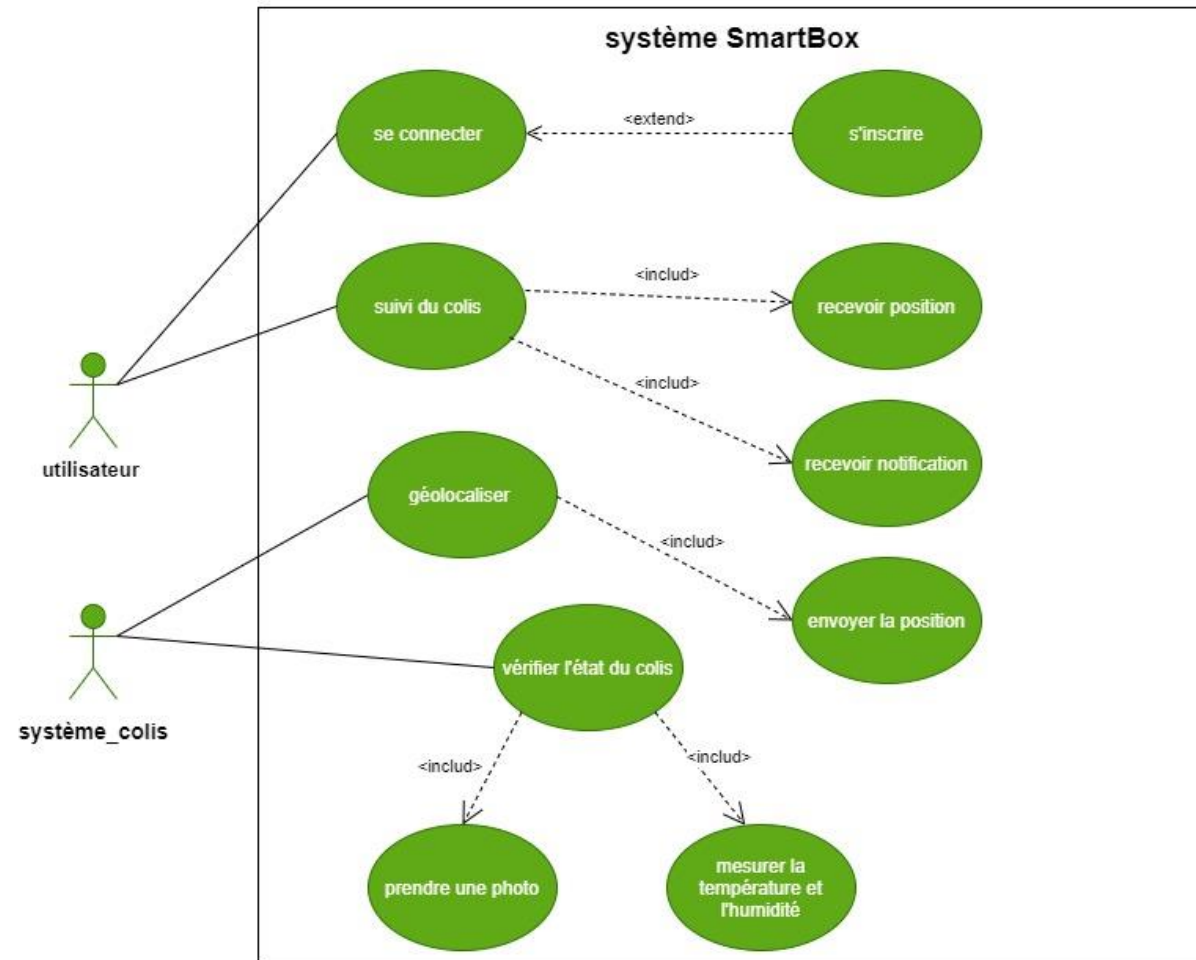 système SmartBox
se connecter
<extend>
s'inscrire
suivi du colis
<includ>
recevoir position
<includ>
recevoir notification
utilisateur
géolocaliser
<includ>
envoyer la position
système_colis
vérifier l'état du colis
<includ>
<includ>
prendre une photo
mesurer la
température et
l'humidité